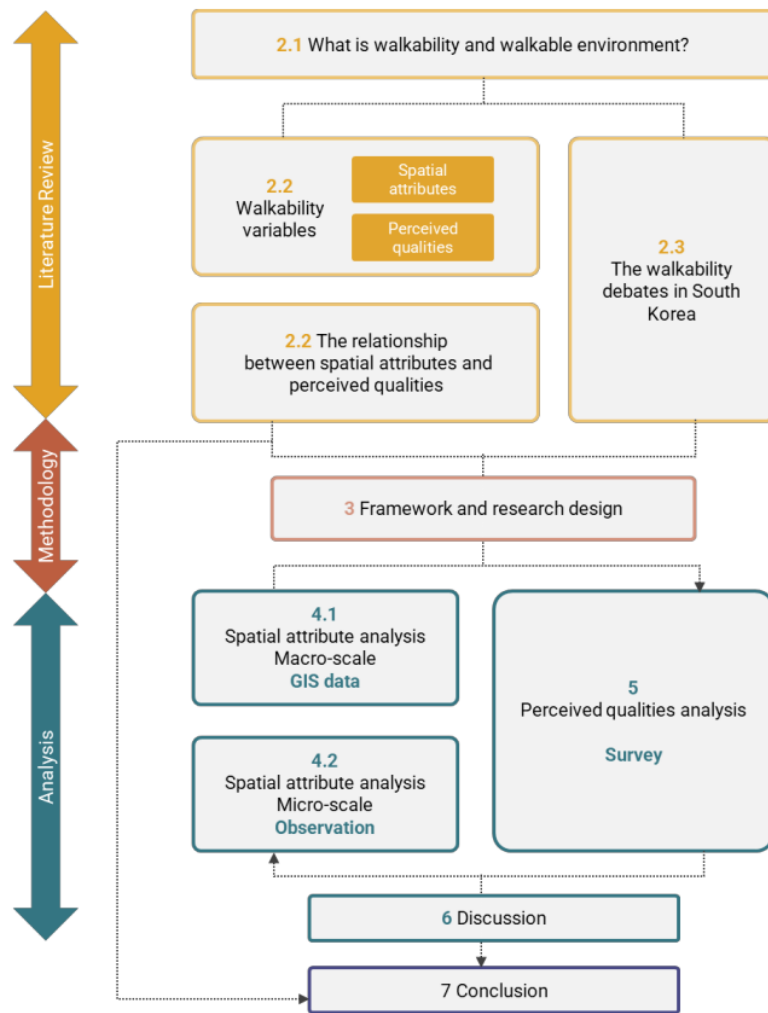 Literature Review
2.1 What is walkability and walkable environment?
2.2
Walkability
variables
Spatial
attributes
Perceived
qualities
2.3
The walkability
debates in South
Korea
2.2 The relationship
between spatial attributes and
perceived qualities
Methodology
3 Framework and research design
Analysis
4.1
Spatial attribute analysis
Macro-scale
GIS data
5
Perceived qualities analysis
Survey
4.2
Spatial attribute analysis
Micro-scale
Observation
6 Discussion
7 Conclusion